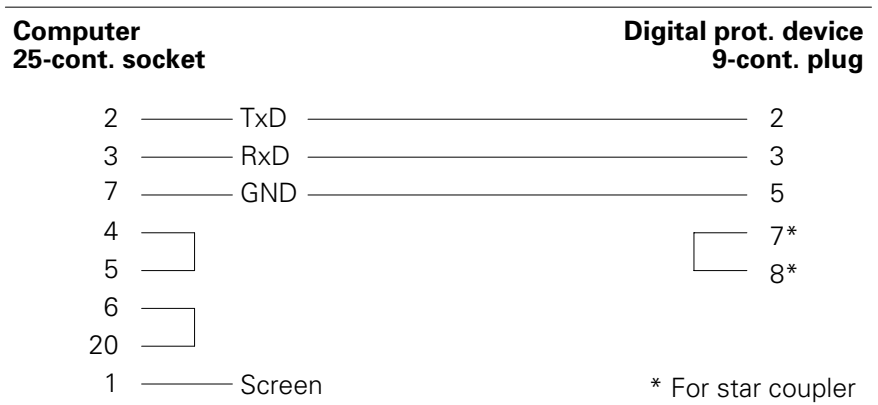 Computer Digital prot. device
25-cont. socket 9-cont. plug
2 TxD 2
3 RxD 3
7 GND 5
4 7*
5 8*
6
20
1 Screen * For star coupler